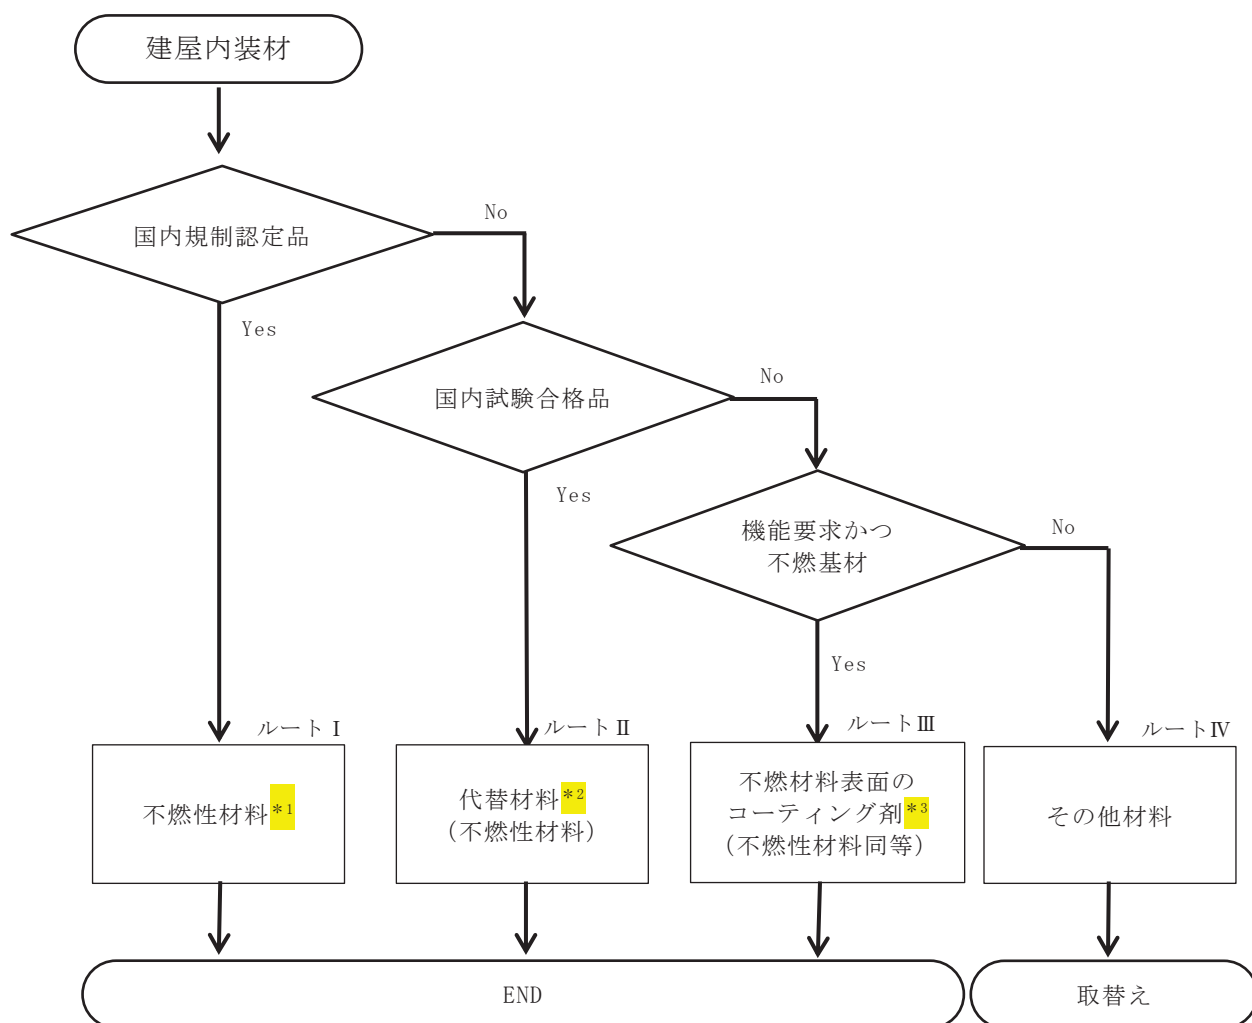 建屋内装材
国内規制認定品
No
Yes
国内試験合格品
No
Yes
機能要求かつ
不燃基材
No
Yes
ルートⅠ
不燃性材料*1
ルートⅡ
代替材料*2
（不燃性材料）
ルートⅢ
不燃材料表面の
コーティング剤*3
（不燃性材料同等）
ルートⅣ
その他材料
END
取替え